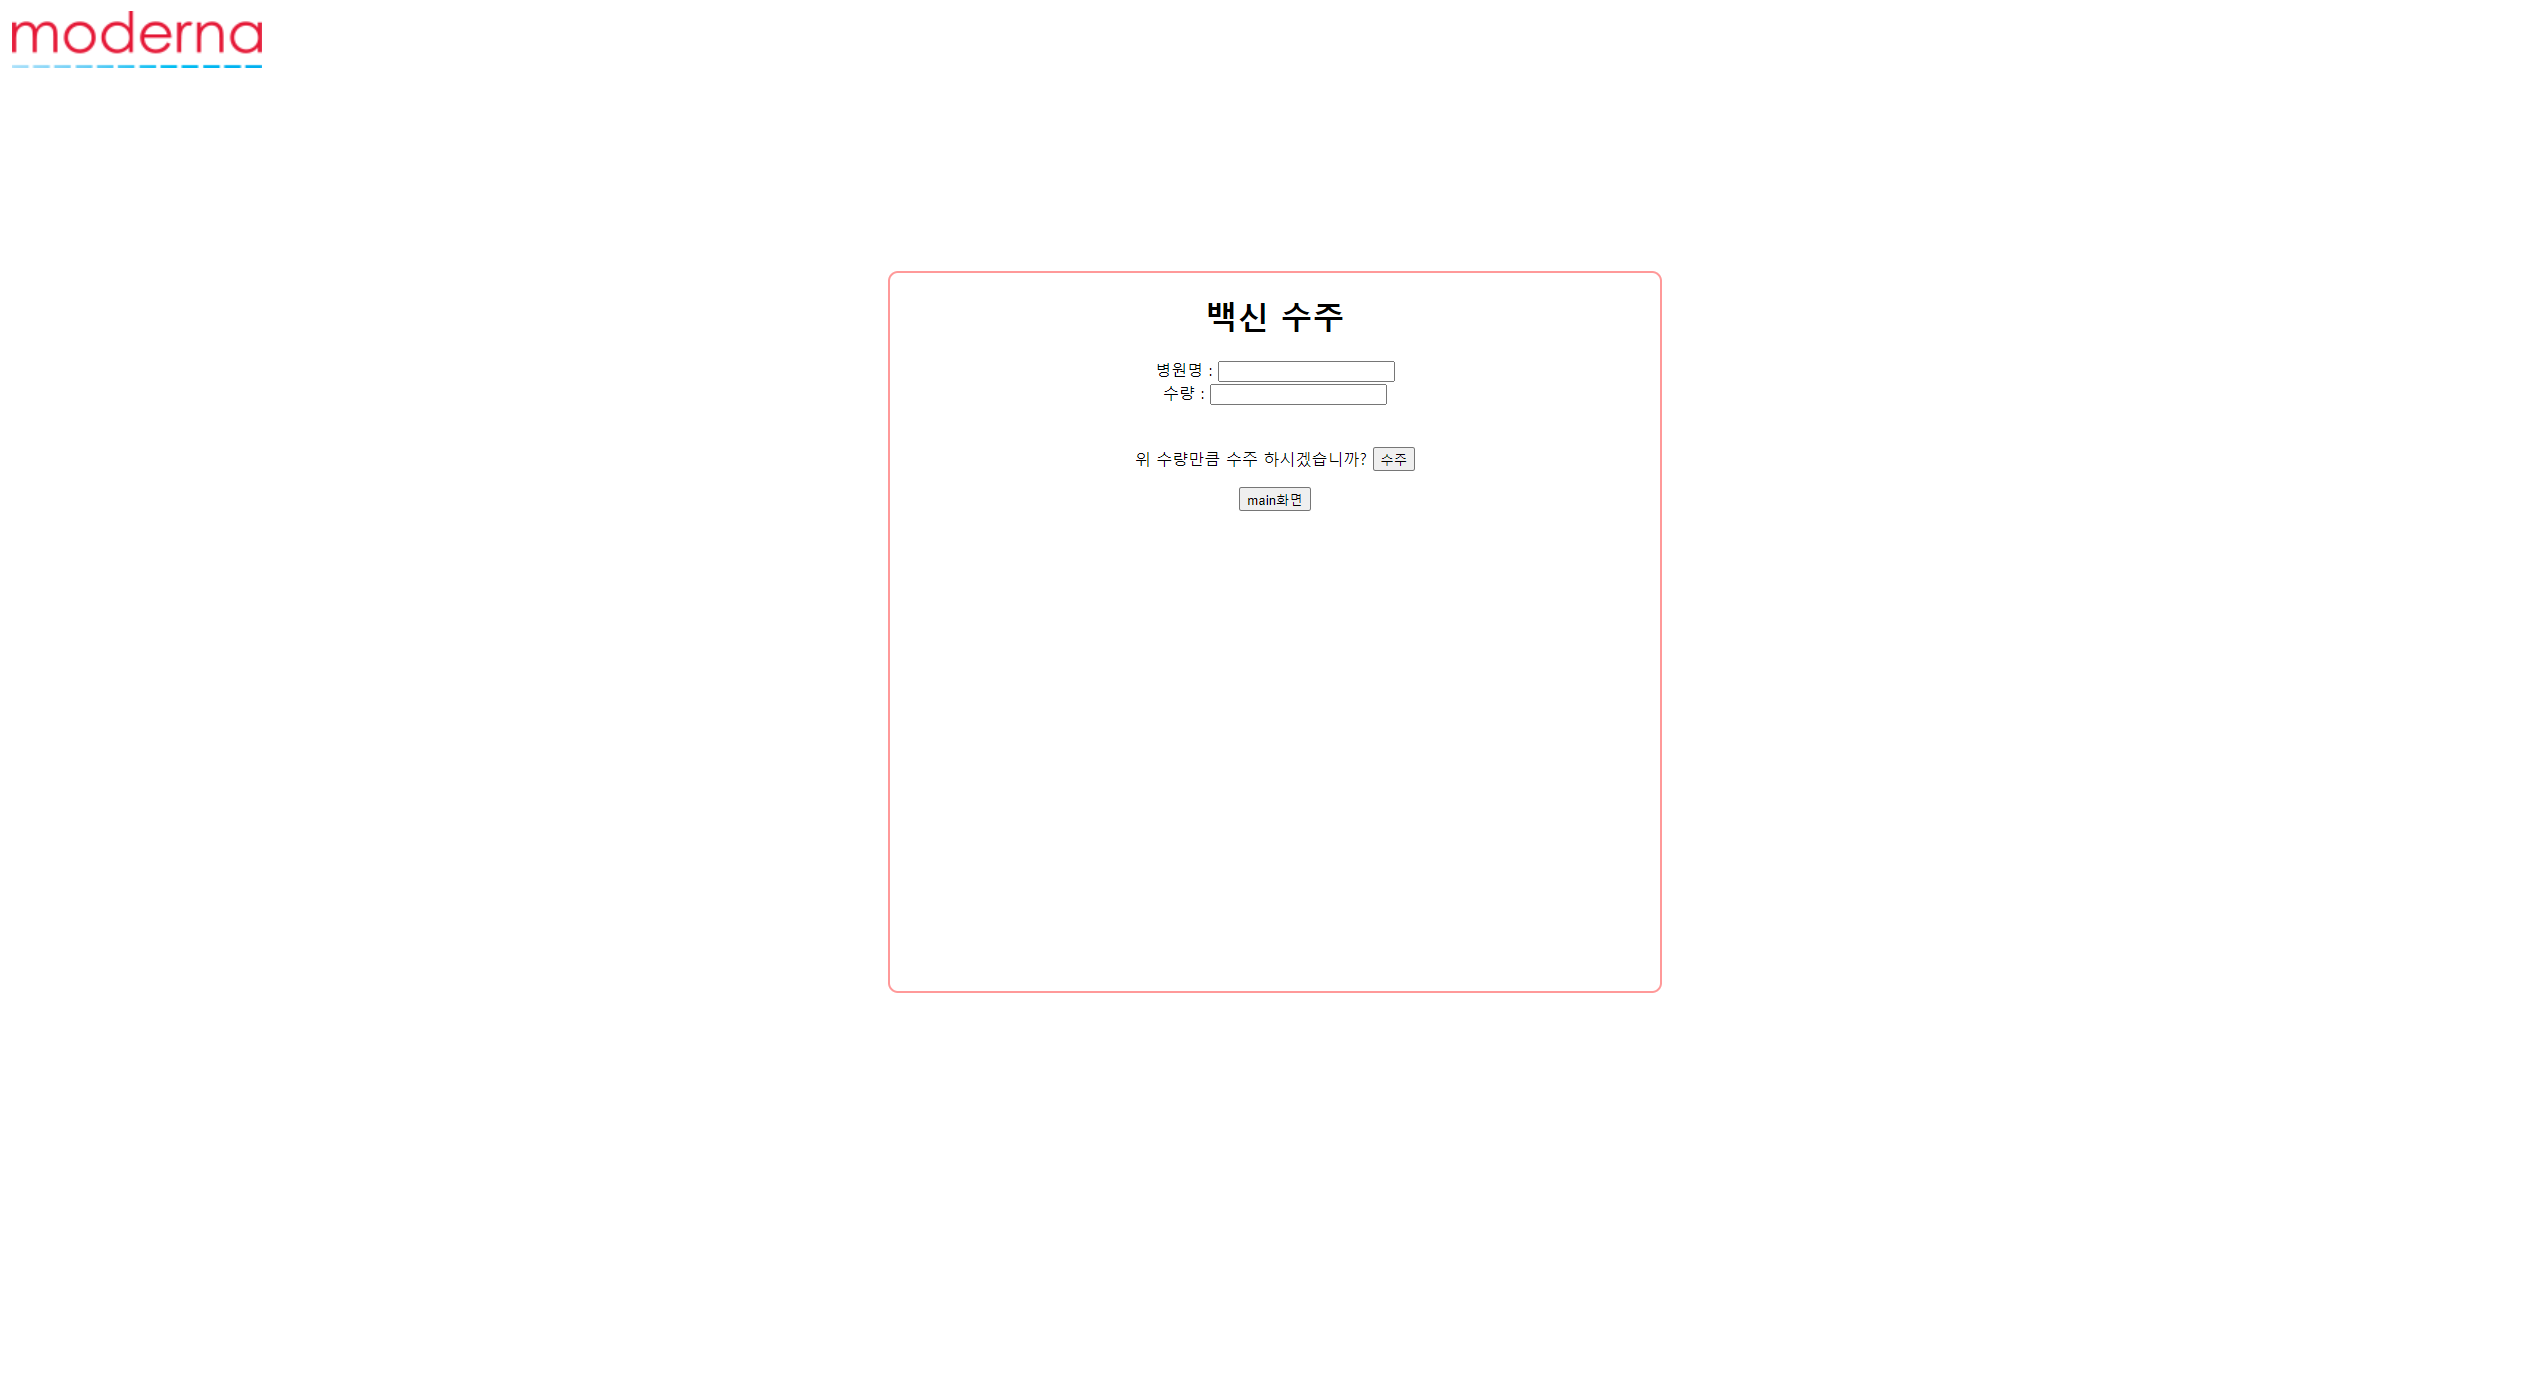 moderna
백신 수주
병원명 :
수량 :
위 수량만큼 수주 하시겠습니까? 수주
main화면